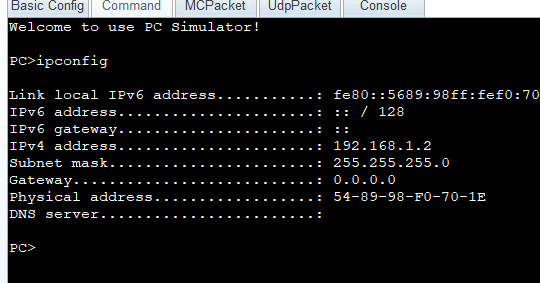 Basic Config Command MCPacket UdpPacket Console
Welcome to use PC Simulator!
PC>ipconfig
Link local IPv6 address...........: fe80::5689:98ff:fef0:70
IPv6 address......................: :: / 128
IPv6 gateway......................: ::
IPv4 address......................: 192.168.1.2
Subnet mask.......................: 255.255.255.0
Gateway...........................: 0.0.0.0
Physical address..................: 54-89-98-F0-70-1E
DNS server........................:
PC>